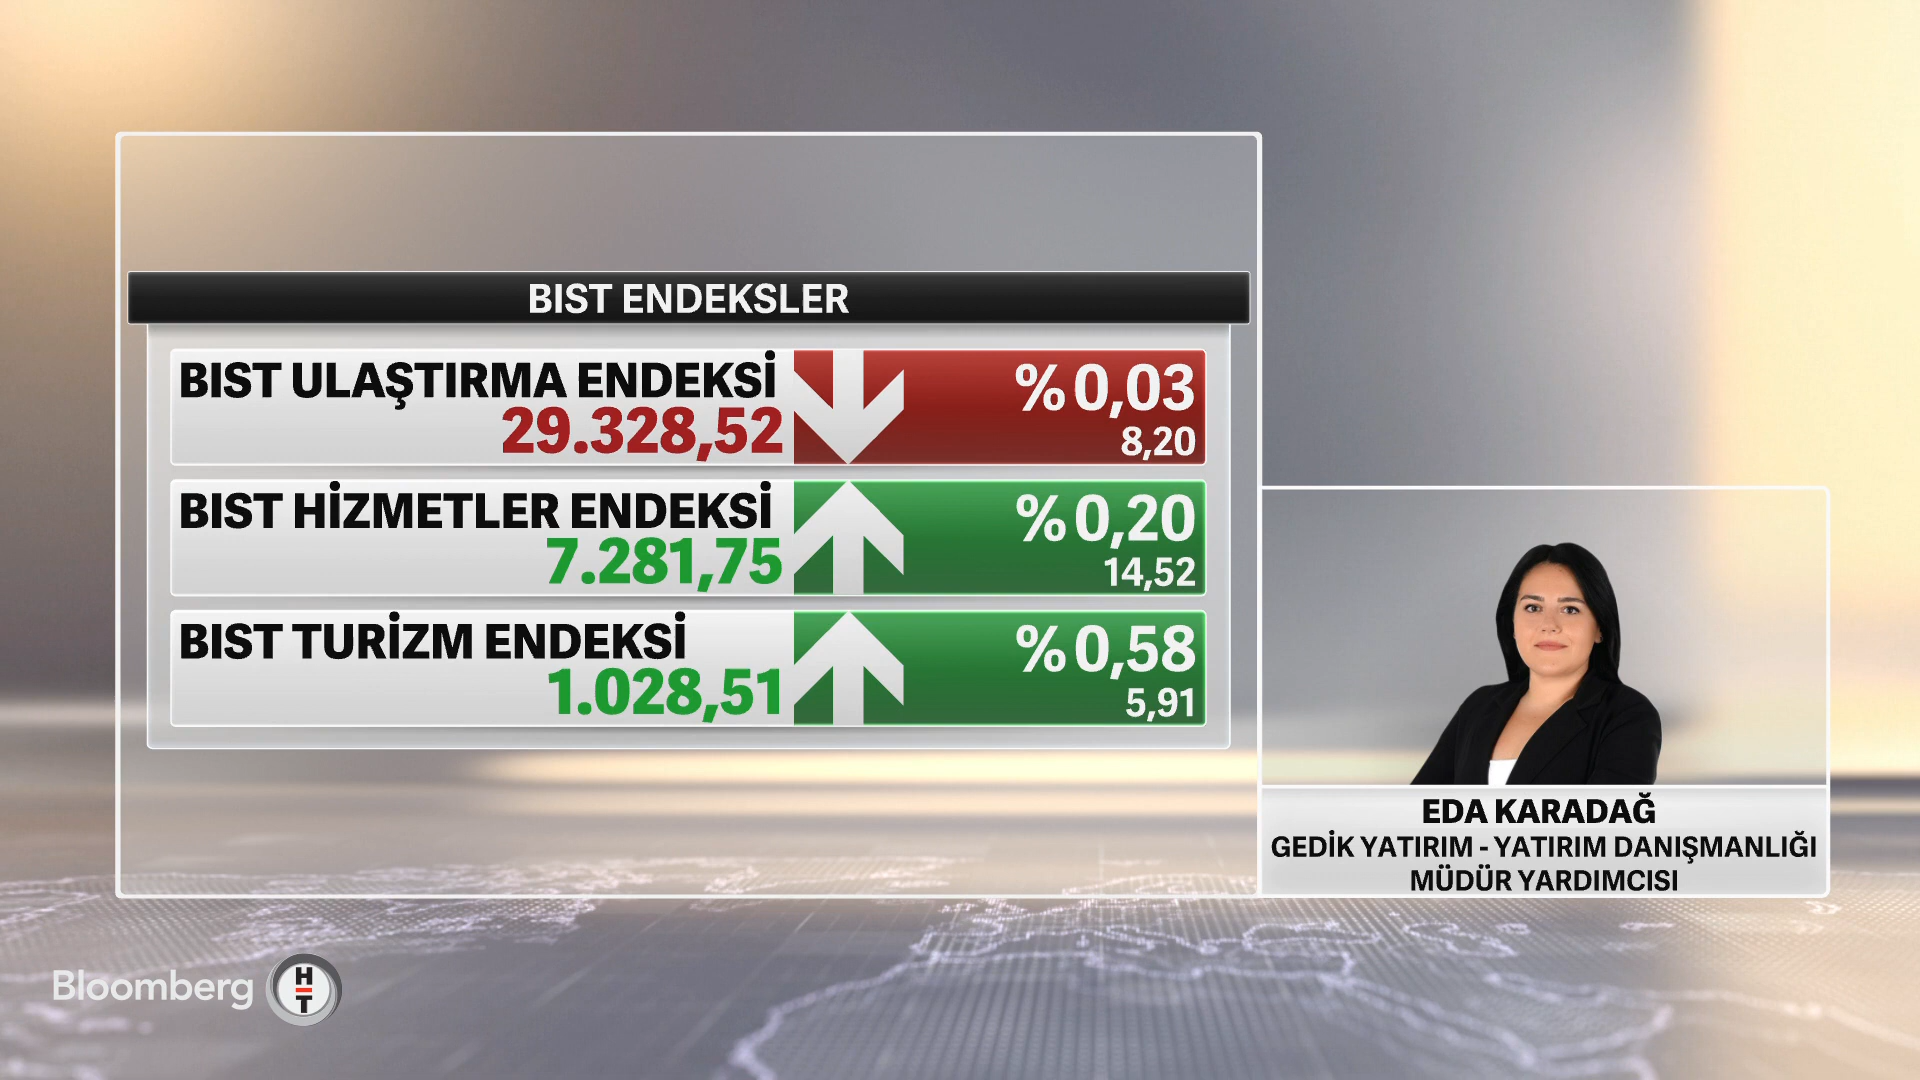 BIST ENDEKSLER
BIST ULAŞTIRMA ENDEKSİ
29.328,52
%0,03
8,20
BIST HİZMETLER ENDEKSİ
7.281,75
%0,20
14,52
BIST TURİZM ENDEKSİ
1.028,51
%0,58
5,91
EDA KARADAĞ
GEDİK YATIRIM - YATIRIM DANIŞMANLIĞI
MÜDÜR YARDIMCISI
Bloomberg HT